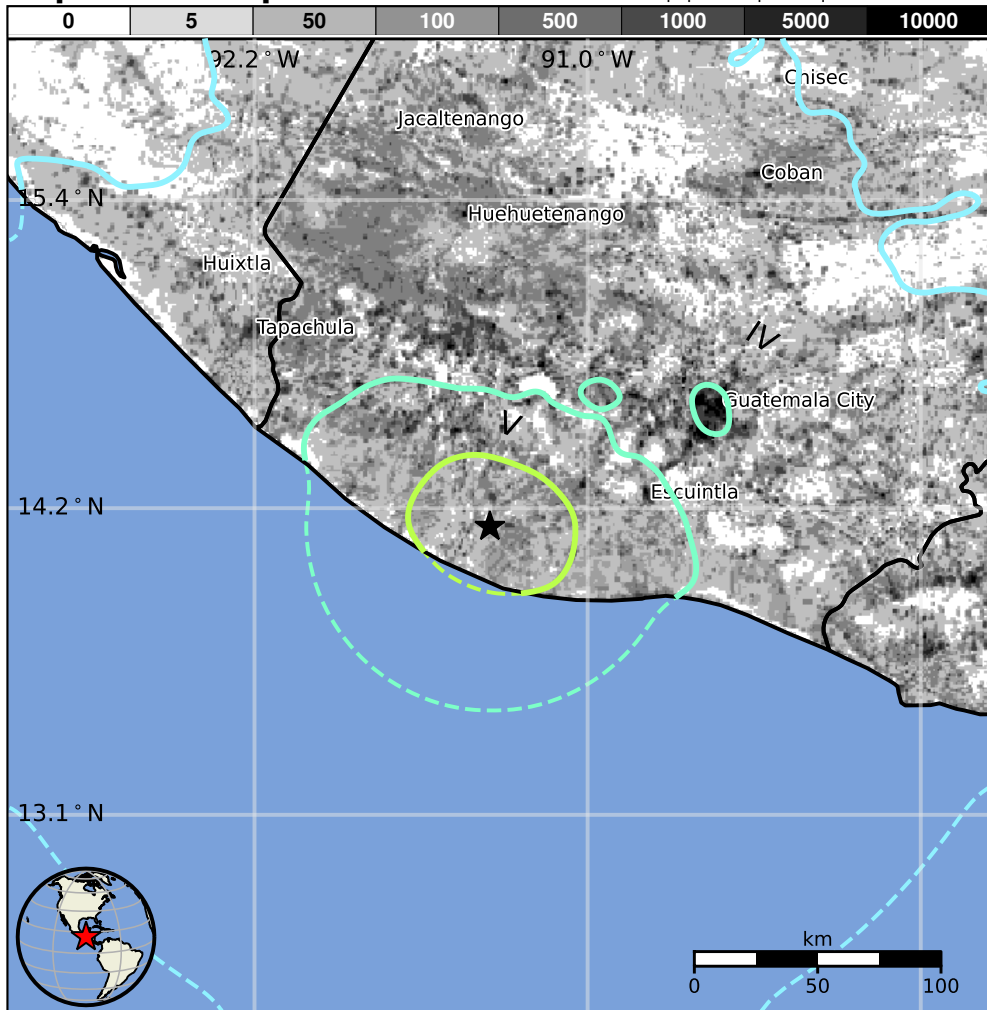 0 5 50 100 500 1000 5000 10000
92.2°W 91.0°W
Chisec
Jacaltenango
Coban
15.4°N
Huehuetenango
Huixtla
Tapachula
IV
Guatemala City
V
Escuintla
14.2°N
13.1°N
km
0 50 100